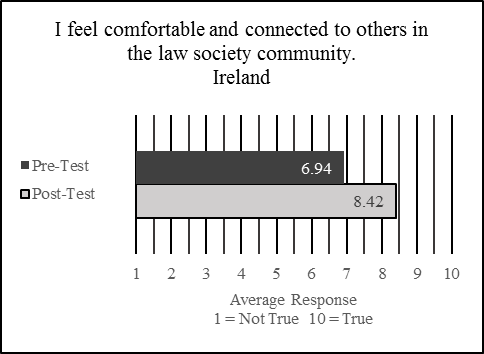 I feel comfortable and connected to others in
the law society community.
Ireland
Pre-Test
6.94
Post-Test
8.42
1 2 3 4 5 6 7 8 9 10
Average Response
1 = Not True 10 = True